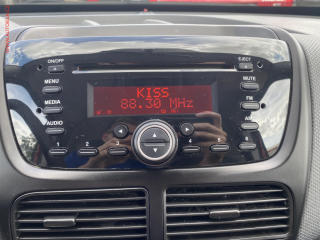 ON/OFF
EJECT
MENU
MUTE
KISS
88.30 MHz
MEDIA
FM
AUDIO
AM
1
2
3
4
5
6